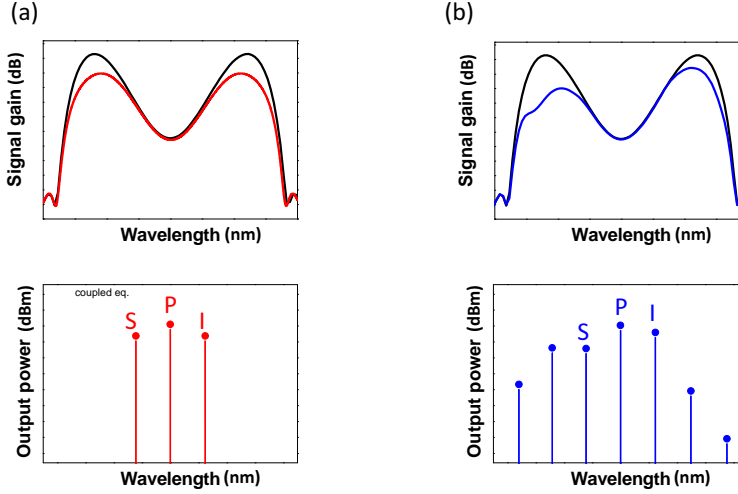 (a)
Signal gain (dB)
Wavelength (nm)
(b)
Signal gain (dB)
Wavelength (nm)
coupled eq.
S P I
Output power (dBm)
Wavelength (nm)
S P I
Output power (dBm)
Wavelength (nm)